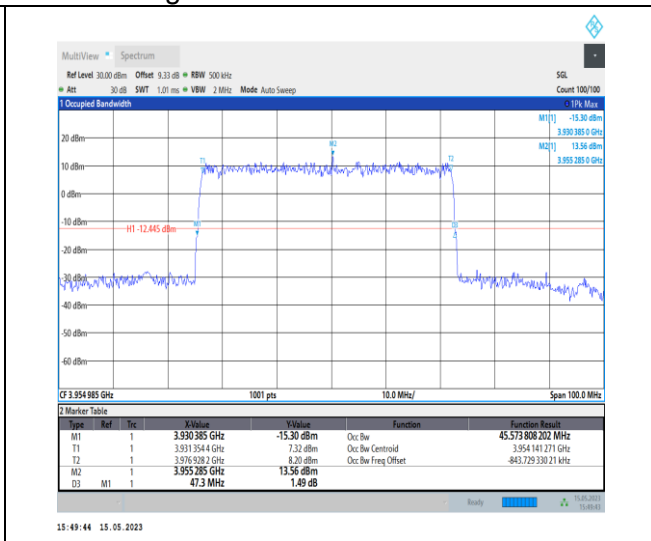 MultiView Spectrum
Ref Level 30.00 dBm Offset 9.33 dB RBW 500 kHz SGL
Att 30 dB SWT 1.01 ms VBW 2 MHz Mode Auto Sweep Count 100/100
1 Occupied Bandwidth 1Pk Max
M1[1] -15.30 dBm
3.930 385 0 GHz
M2[1] 13.56 dBm
3.955 285 0 GHz
20 dBm
M2
T1 T2
10 dBm
0 dBm
-10 dBm
H1 -12.445 dBm M1 D3
-30 dBm
-40 dBm
-50 dBm
-60 dBm
CF 3.954 985 GHz 1001 pts 10.0 MHz/ Span 100.0 MHz
2 Marker Table
Type Ref Trc X-Value Y-Value Function Function Result
M1 1 3.930 385 GHz -15.30 dBm Occ Bw 45.573 808 202 MHz
T1 1 3.931 354 4 GHz 7.32 dBm Occ Bw Centroid 3.954 141 271 GHz
T2 1 3.976 928 2 GHz 8.20 dBm Occ Bw Freq Offset -843.729 330 21 kHz
M2 1 3.955 285 GHz 13.56 dBm
D3 M1 1 47.3 MHz 1.49 dB
Ready 15.05.2023
15:49:43
15:49:44 15.05.2023